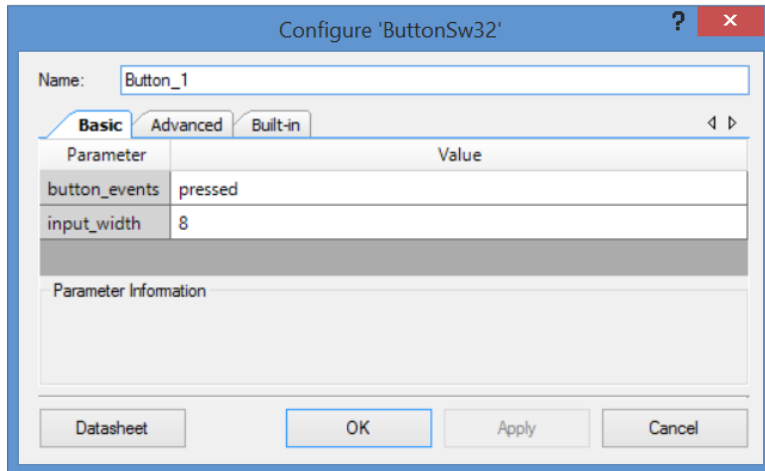 Configure 'ButtonSw32' ?
Name: Button_1
Basic Advanced Built-in
Parameter Value
button_events pressed
input_width 8
Parameter Information
Datasheet OK Apply Cancel